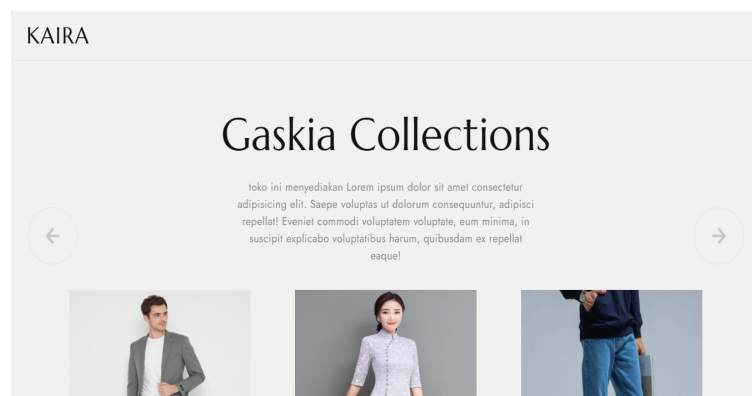 KAIRA
Gaskia Collections
toko ini menyediakan Lorem ipsum dolor sit amet consectetur
adipisicing elit. Saepe voluptas ut dolorum consequuntur, adipisci
repellat! Eveniet commodi voluptatem voluptate, eum minima, in
suscipit explicabo voluptatibus harum, quibusdam ex repellat
eaque!